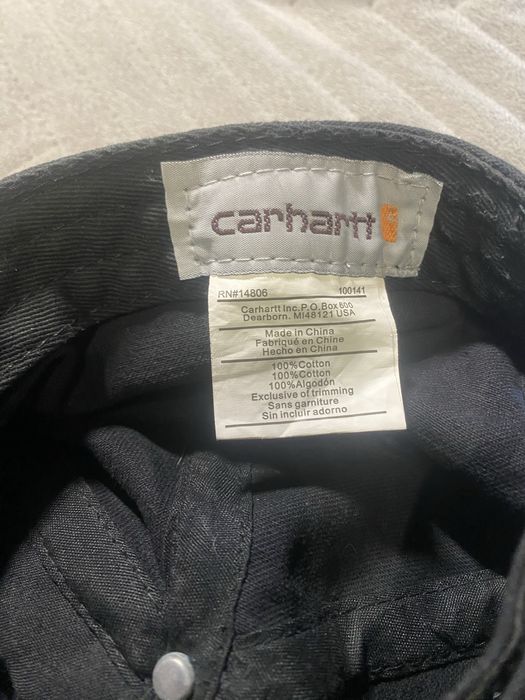 carhartt
RN#14806 100141
Carhartt Inc.P.O.Box 600
Dearborn. MI48121 USA
Made in China
Fabriqué en Chine
Hecho en China
100%Cotton
100%Cotton
100%Algodón
Exclusive of trimming
Sans garniture
Sin incluir adorno